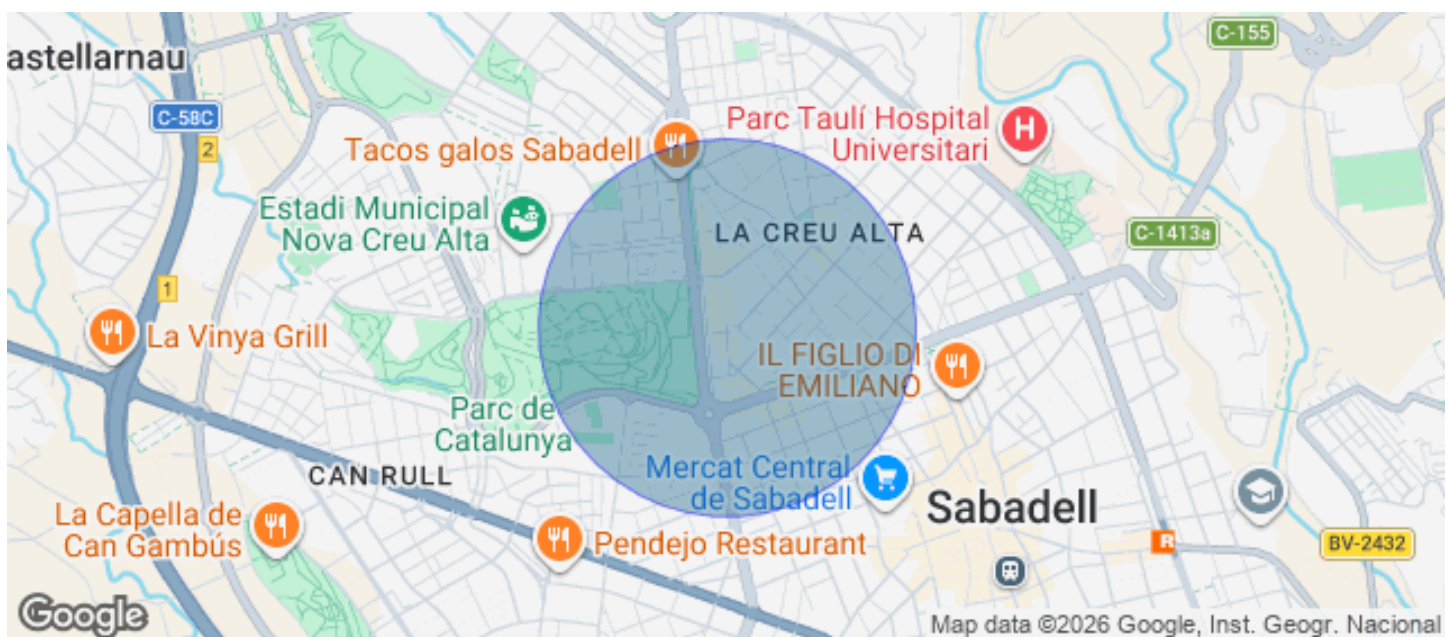 astellarnau
C-155
C-58C
2
Parc Taulí Hospital
Universitari
Tacos galos Sabadell
Estadi Municipal
Nova Creu Alta
LA CREU ALTA
C-1413a
1
La Vinya Grill
IL FIGLIO DI
EMILIANO
Parc de
Catalunya
CAN RULL
Mercat Central
de Sabadell
Sabadell
La Capella de
Can Gambús
Pendejo Restaurant
R
BV-2432
Google
Map data ©2026 Google, Inst. Geogr. Nacional